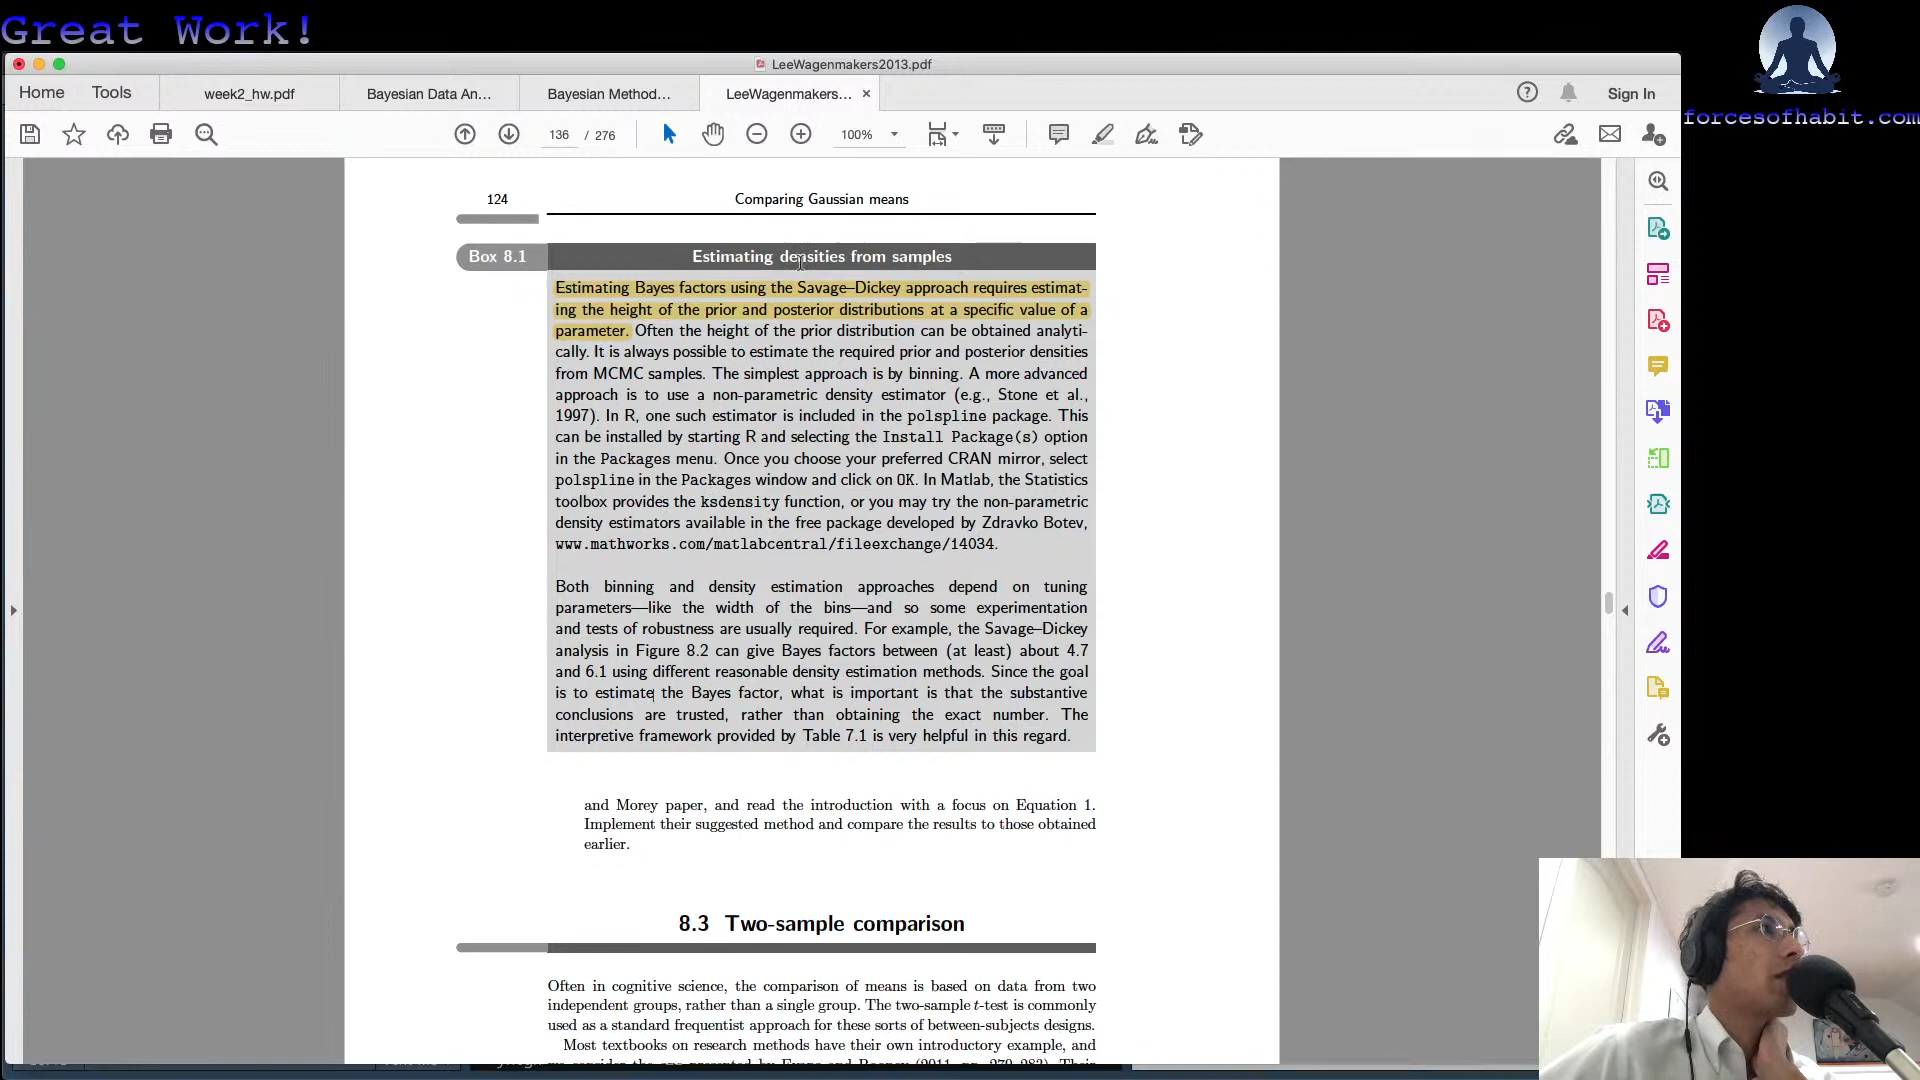 Great Work!
LeeWagenmakers2013.pdf
Home
Tools
week2_hw.pdf
Bayesian Data An...
Bayesian Method...
LeeWagenmakers... ×
Sign In
forcesofhabit.com
136 / 276
100%
124
Comparing Gaussian means
Box 8.1
Estimating densities from samples
Estimating Bayes factors using the Savage–Dickey approach requires estimat-
ing the height of the prior and posterior distributions at a specific value of a
parameter. Often the height of the prior distribution can be obtained analyti-
cally. It is always possible to estimate the required prior and posterior densities
from MCMC samples. The simplest approach is by binning. A more advanced
approach is to use a non-parametric density estimator (e.g., Stone et al.,
1997). In R, one such estimator is included in the polspline package. This
can be installed by starting R and selecting the Install Package(s) option
in the Packages menu. Once you choose your preferred CRAN mirror, select
polspline in the Packages window and click on OK. In Matlab, the Statistics
toolbox provides the ksdensity function, or you may try the non-parametric
density estimators available in the free package developed by Zdravko Botev,
www.mathworks.com/matlabcentral/fileexchange/14034.
Both binning and density estimation approaches depend on tuning
parameters—like the width of the bins—and so some experimentation
and tests of robustness are usually required. For example, the Savage–Dickey
analysis in Figure 8.2 can give Bayes factors between (at least) about 4.7
and 6.1 using different reasonable density estimation methods. Since the goal
is to estimate the Bayes factor, what is important is that the substantive
conclusions are trusted, rather than obtaining the exact number. The
interpretive framework provided by Table 7.1 is very helpful in this regard.
and Morey paper, and read the introduction with a focus on Equation 1.
Implement their suggested method and compare the results to those obtained
earlier.
8.3 Two-sample comparison
Often in cognitive science, the comparison of means is based on data from two
independent groups, rather than a single group. The two-sample t-test is commonly
used as a standard frequentist approach for these sorts of between-subjects designs.
Most textbooks on research methods have their own introductory example, and